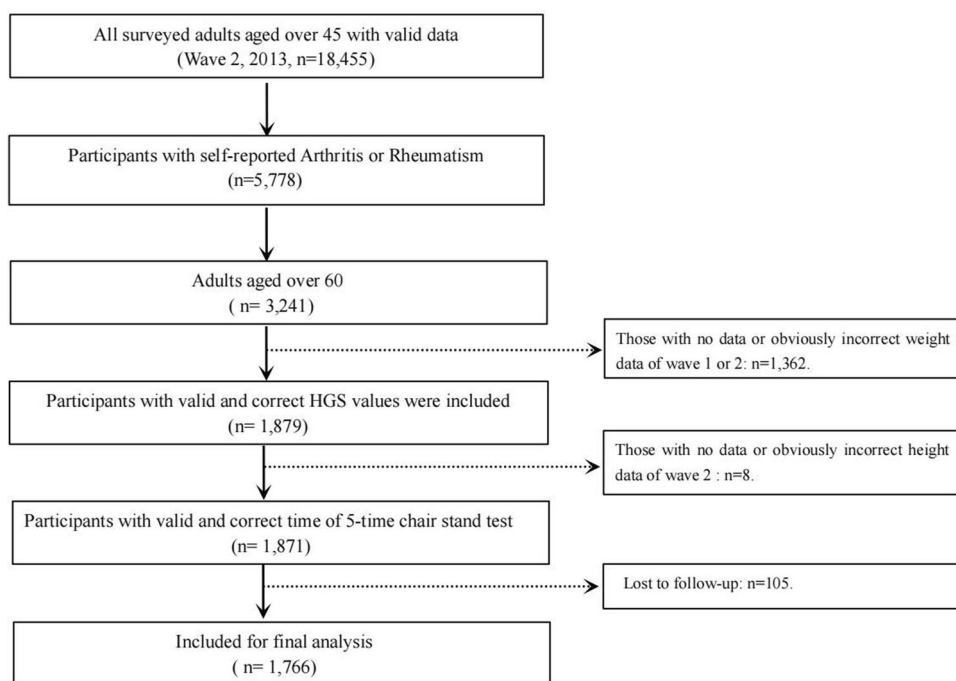 All surveyed adults aged over 45 with valid data
(Wave 2, 2013, n=18,455)
Participants with self-reported Arthritis or Rheumatism
(n=5,778)
Adults aged over 60
( n= 3,241)
Those with no data or obviously incorrect weight
data of wave 1 or 2: n=1,362.
Participants with valid and correct HGS values were included
(n= 1,879)
Those with no data or obviously incorrect height
data of wave 2 : n=8.
Participants with valid and correct time of 5-time chair stand test
(n= 1,871)
Lost to follow-up: n=105.
Included for final analysis
( n= 1,766)